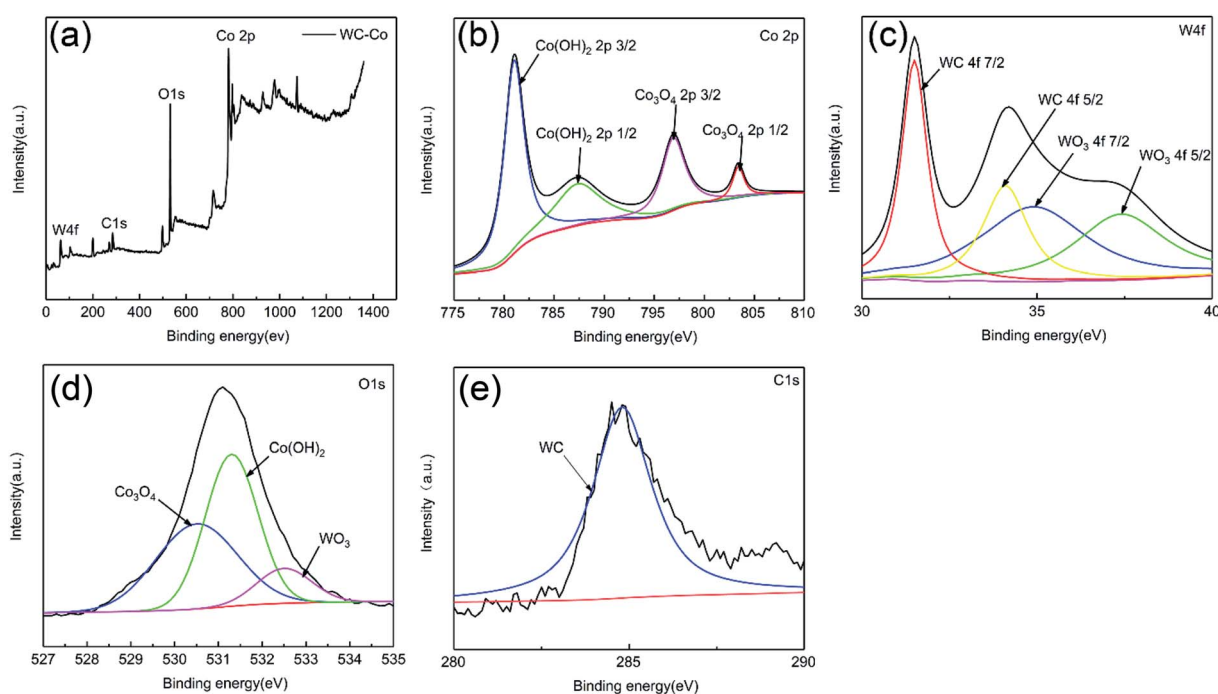 (a)
WC-Co
Co 2p
O1s
W4f
C1s
Intensity(a.u.)
0 200 400 600 800 1000 1200 1400
Binding energy(ev)
(b)
Co 2p
Co(OH)2 2p 3/2
Co(OH)2 2p 1/2
Co3O4 2p 3/2
Co3O4 2p 1/2
Intensity(a.u.)
775 780 785 790 795 800 805 810
Binding energy(eV)
(c)
W4f
WC 4f 7/2
WC 4f 5/2
WO3 4f 7/2
WO3 4f 5/2
Intensity(a.u.)
30 35 40
Binding energy(eV)
(d)
O1s
Co(OH)2
Co3O4
WO3
Intensity(a.u.)
527 528 529 530 531 532 533 534 535
Binding energy(eV)
(e)
C1s
WC
Intensity (a.u.)
280 285 290
Binding energy(eV)